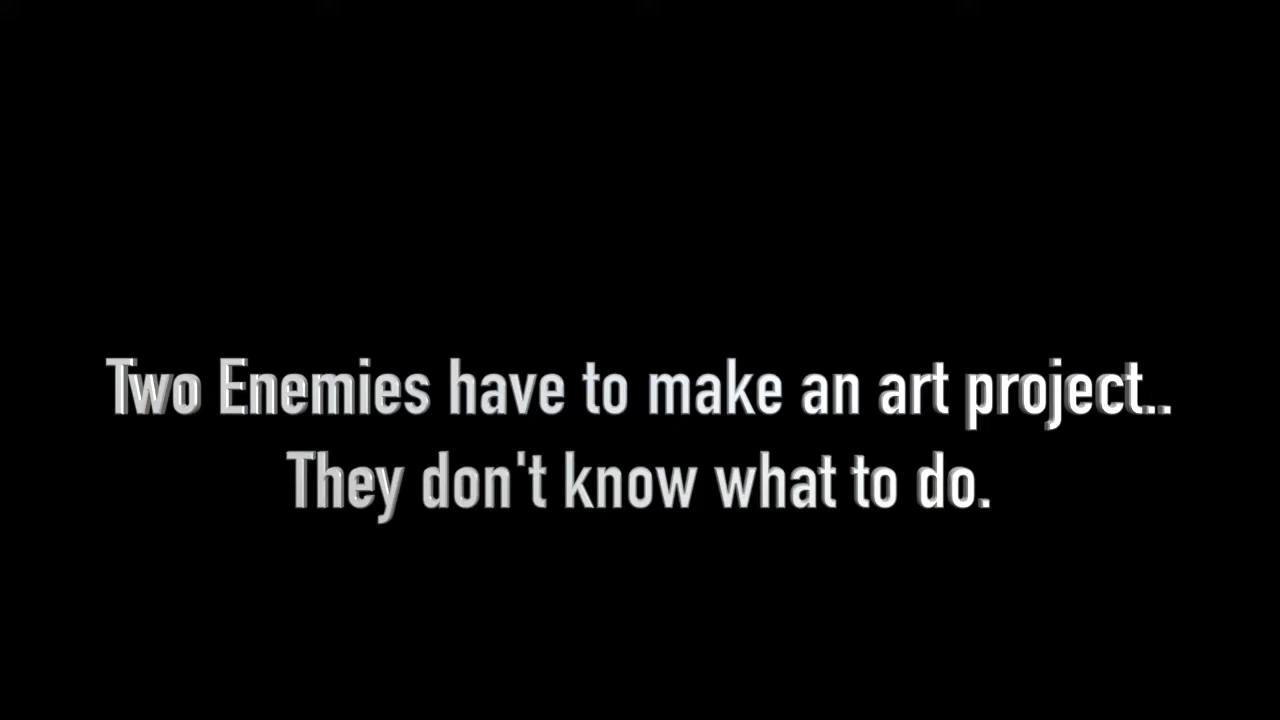 Two Enemies have to make an art project..
They don't know what to do.